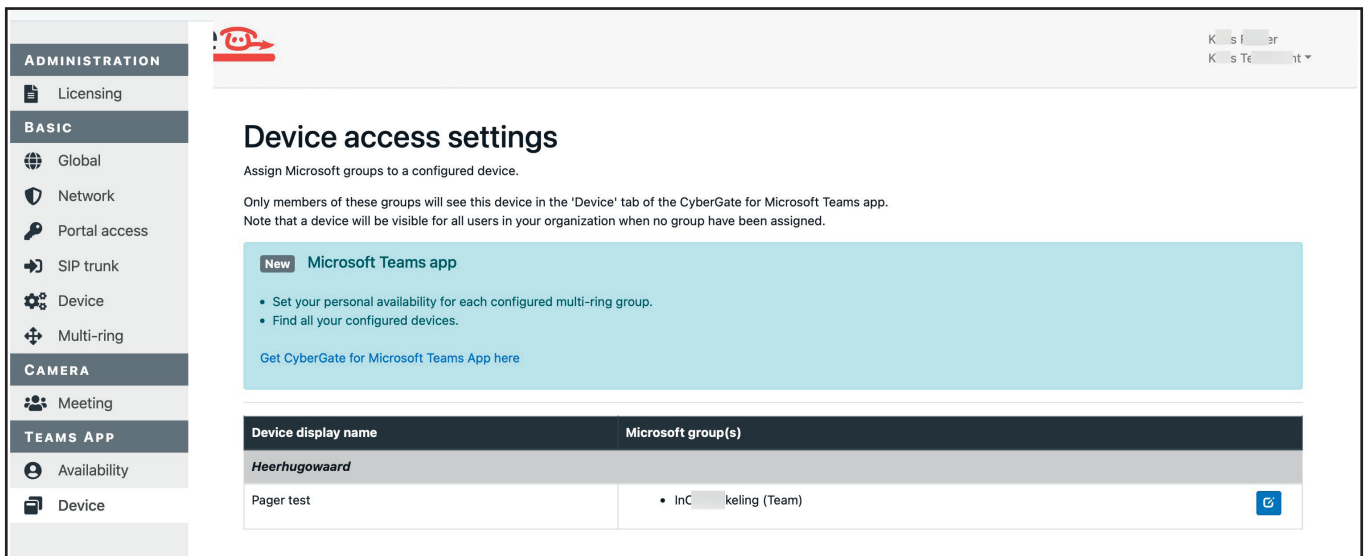 ADMINISTRATION
Licensing
BASIC
Global
Network
Portal access
SIP trunk
Device
Multi-ring
CAMERA
Meeting
TEAMS APP
Availability
Device
Device access settings
Assign Microsoft groups to a configured device.
Only members of these groups will see this device in the 'Device' tab of the CyberGate for Microsoft Teams app.
Note that a device will be visible for all users in your organization when no group have been assigned.
New Microsoft Teams app
• Set your personal availability for each configured multi-ring group.
• Find all your configured devices.
Get CyberGate for Microsoft Teams App here
Device display name Microsoft group(s)
Heerhugowaard
Pager test • (Team)